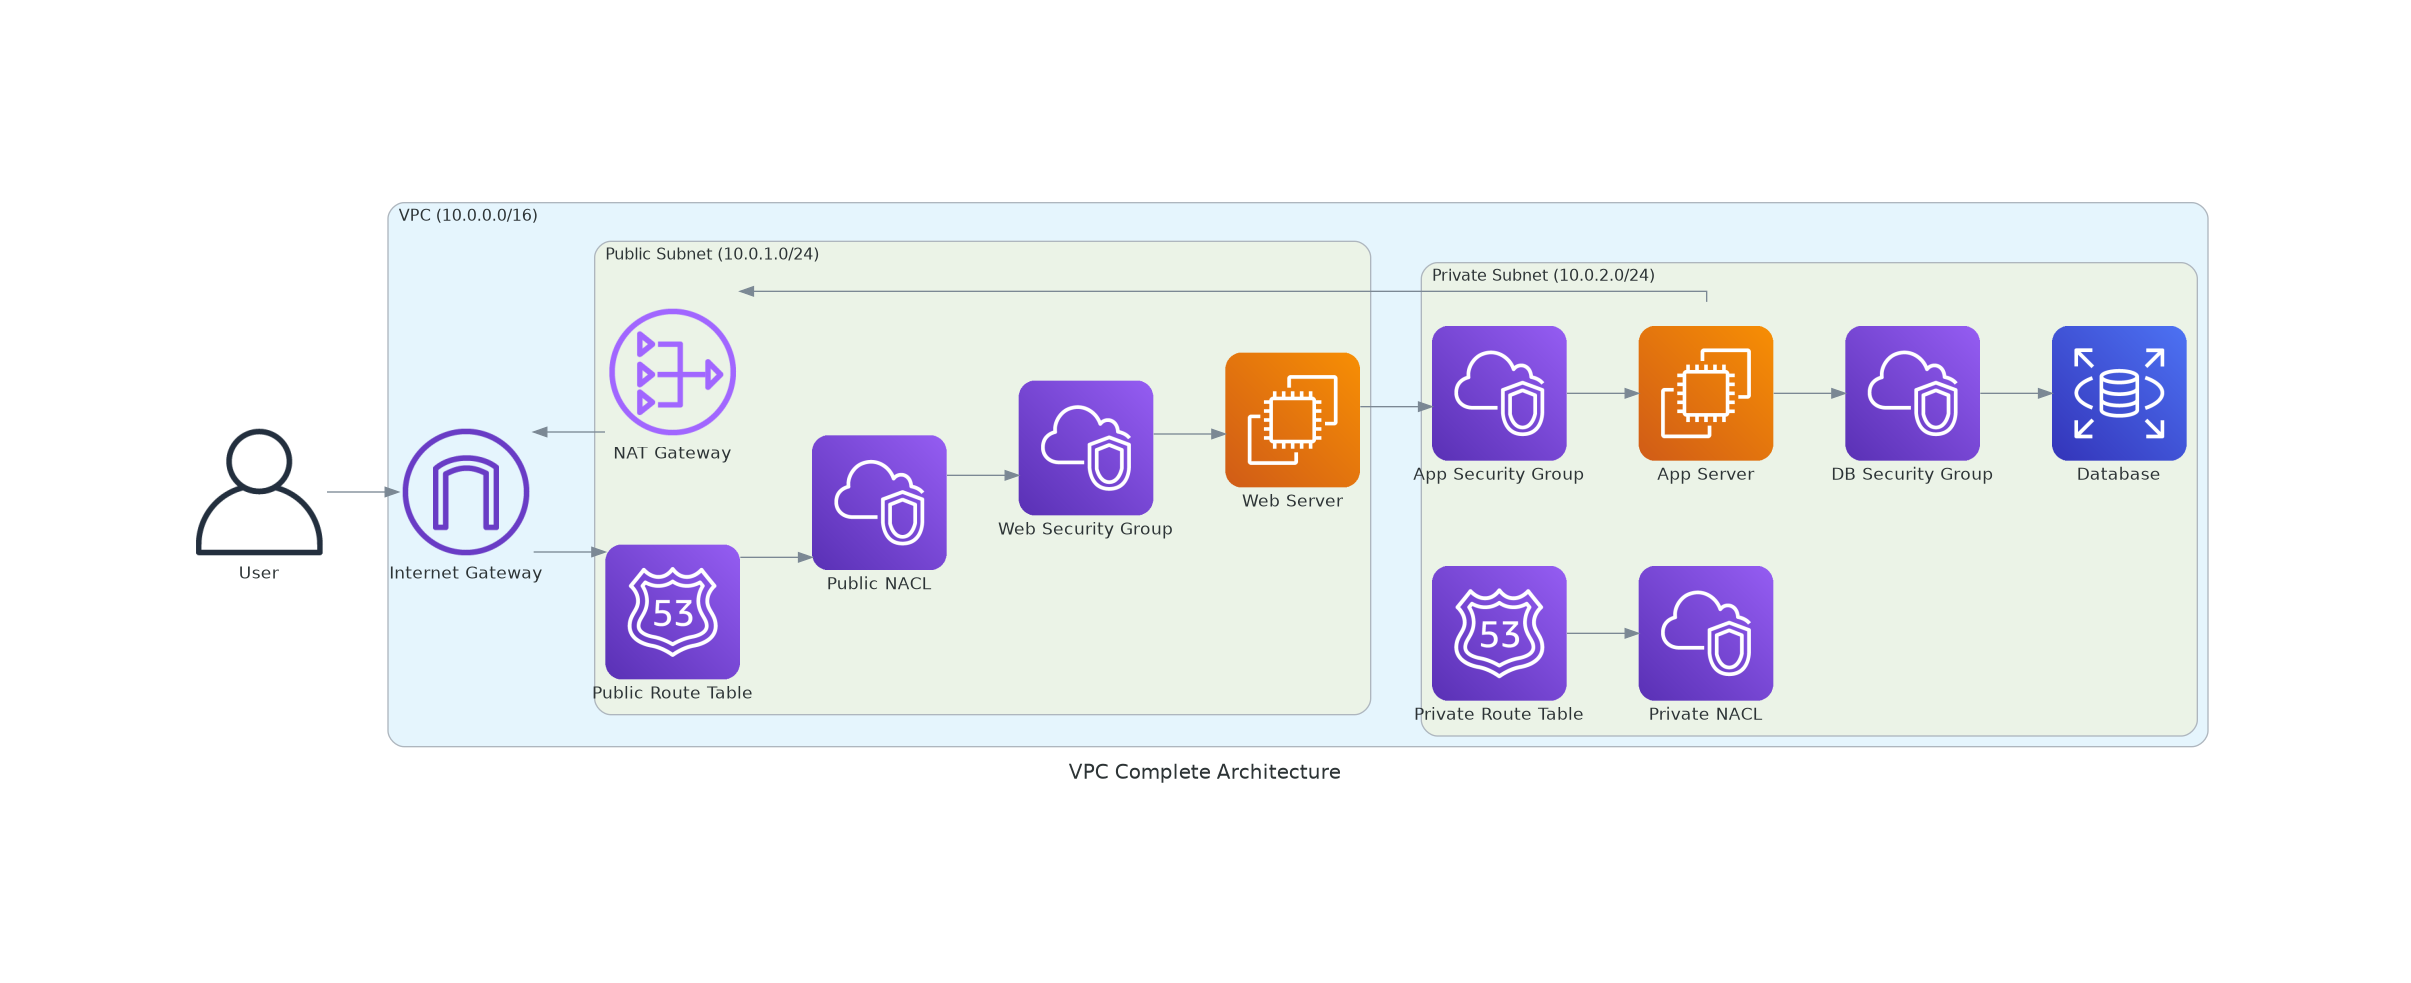 VPC (10.0.0.0/16)
Public Subnet (10.0.1.0/24)
Private Subnet (10.0.2.0/24)
NAT Gateway
App Security Group
App Server
DB Security Group
Database
Web Server
Web Security Group
User
Internet Gateway
Public NACL
53
Public Route Table
53
Private Route Table
Private NACL
VPC Complete Architecture